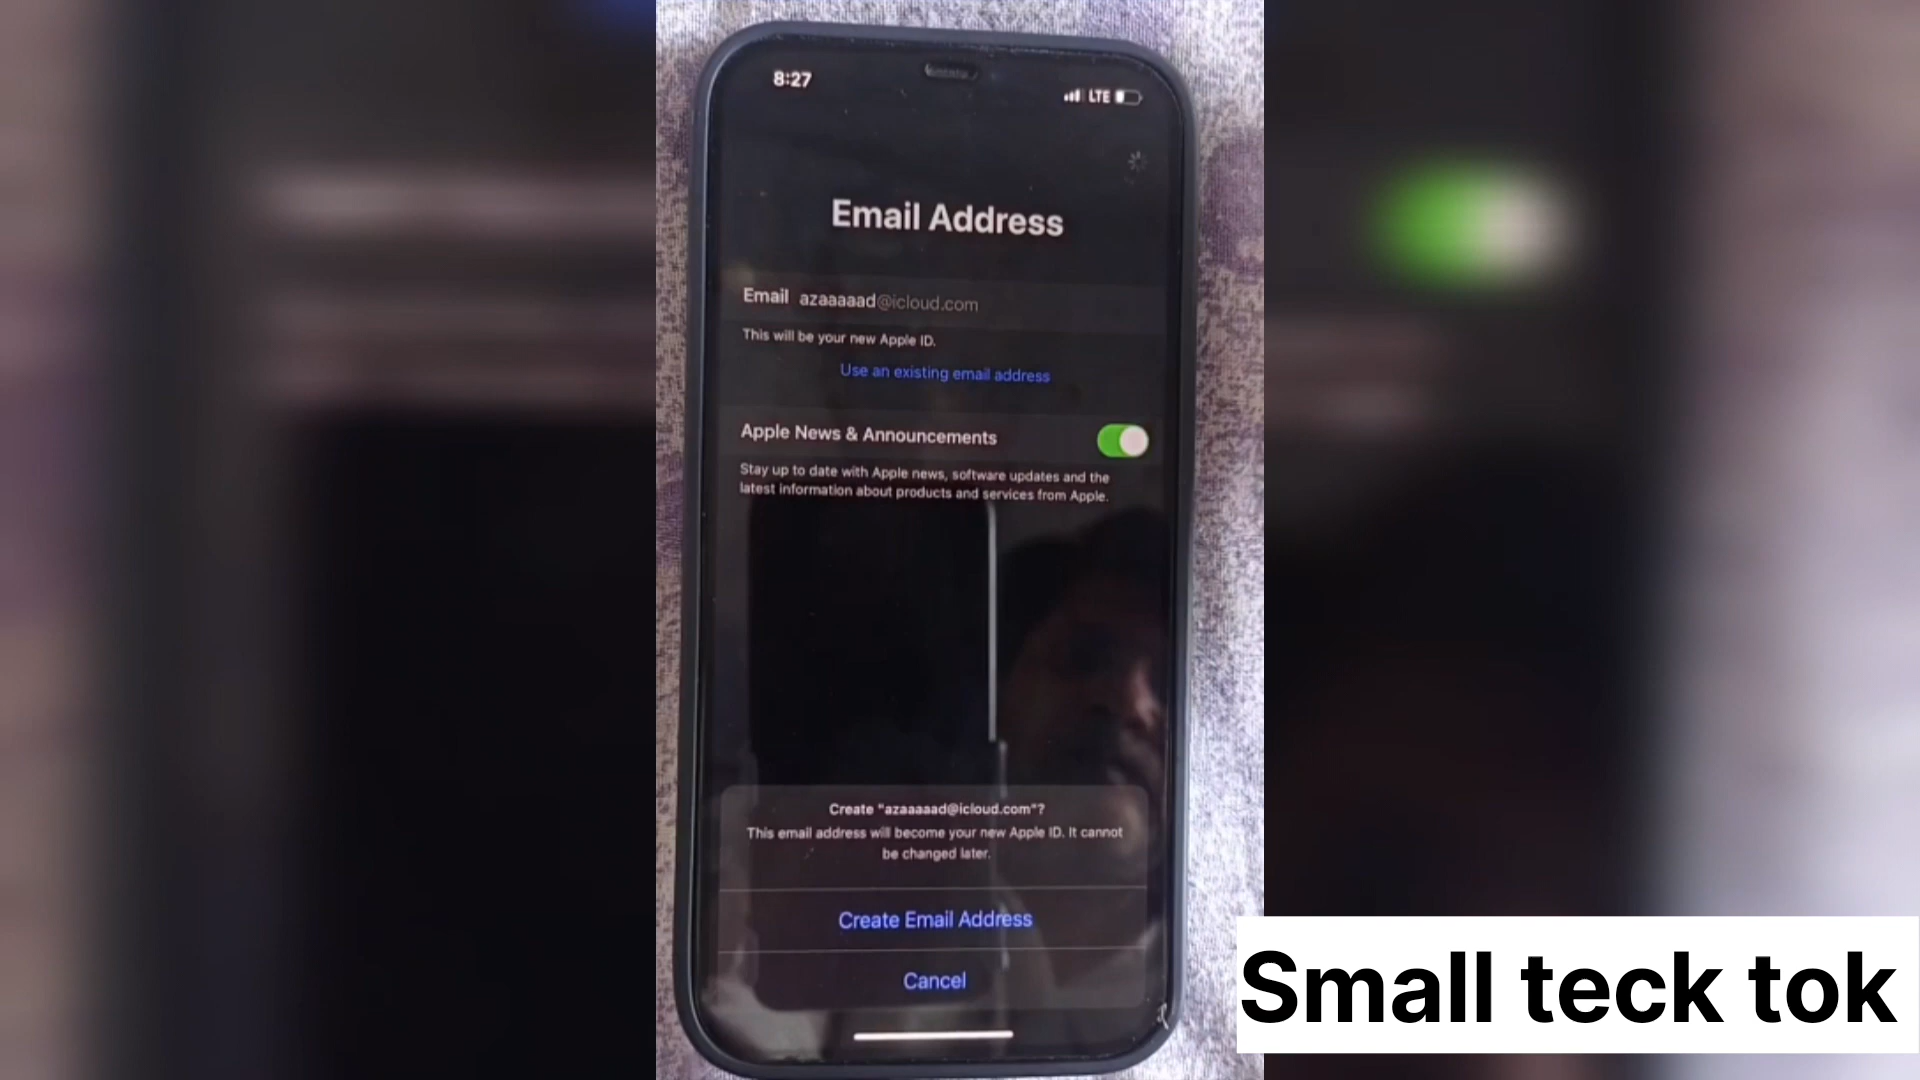 8:27
LTE
Email Address
Email azaaaaad@icloud.com
This will be your new Apple ID.
Use an existing email address
Apple News & Announcements
Stay up to date with Apple news, software updates and the
latest information about products and services from Apple.
Create "azaaaaad@icloud.com"?
This email address will become your new Apple ID. It cannot
be changed later.
Create Email Address
Cancel
Small teck tok